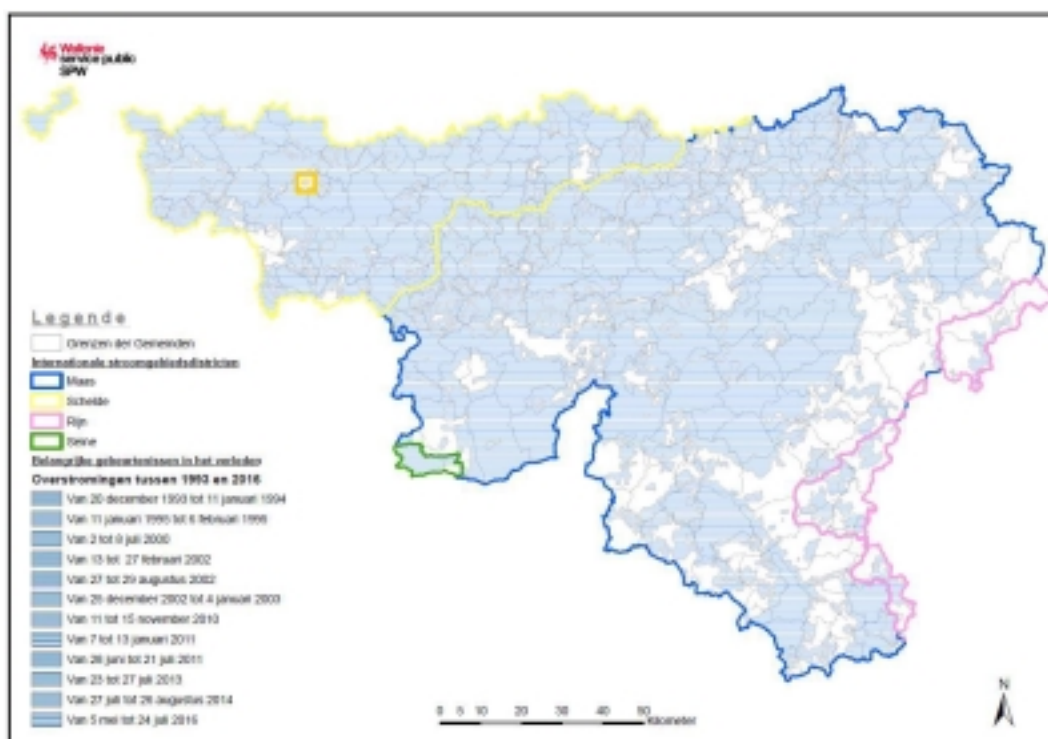 Wallonie
service public
SPW
Legende
Grenzen der Gemeinden
Internationale stroomgebiedsdistricten
Maas
Schelde
Rijn
Seine
Belangrijke gebeurtenissen in het verleden
Overstromingen tussen 1993 en 2016
Van 20 december 1993 tot 11 januari 1994
Van 11 januari 1995 tot 6 februari 1995
Van 2 tot 8 juli 2000
Van 13 tot 27 februari 2002
Van 27 tot 29 augustus 2002
Van 25 december 2002 tot 4 januari 2003
Van 11 tot 15 november 2010
Van 7 tot 13 januari 2011
Van 28 juni tot 21 juli 2011
Van 23 tot 27 juli 2013
Van 27 juli tot 26 augustus 2014
Van 5 mei tot 24 juli 2016
0 5 10 20 30 40 50
Kilometer
N